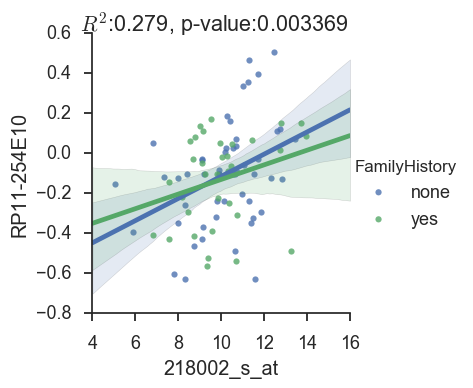 R²:0.279, p-value:0.003369
0.6
0.4
0.2
0.0
−0.2
−0.4
−0.6
−0.8
RP11-254E10
4 6 8 10 12 14 16
218002_s_at
FamilyHistory
none
yes